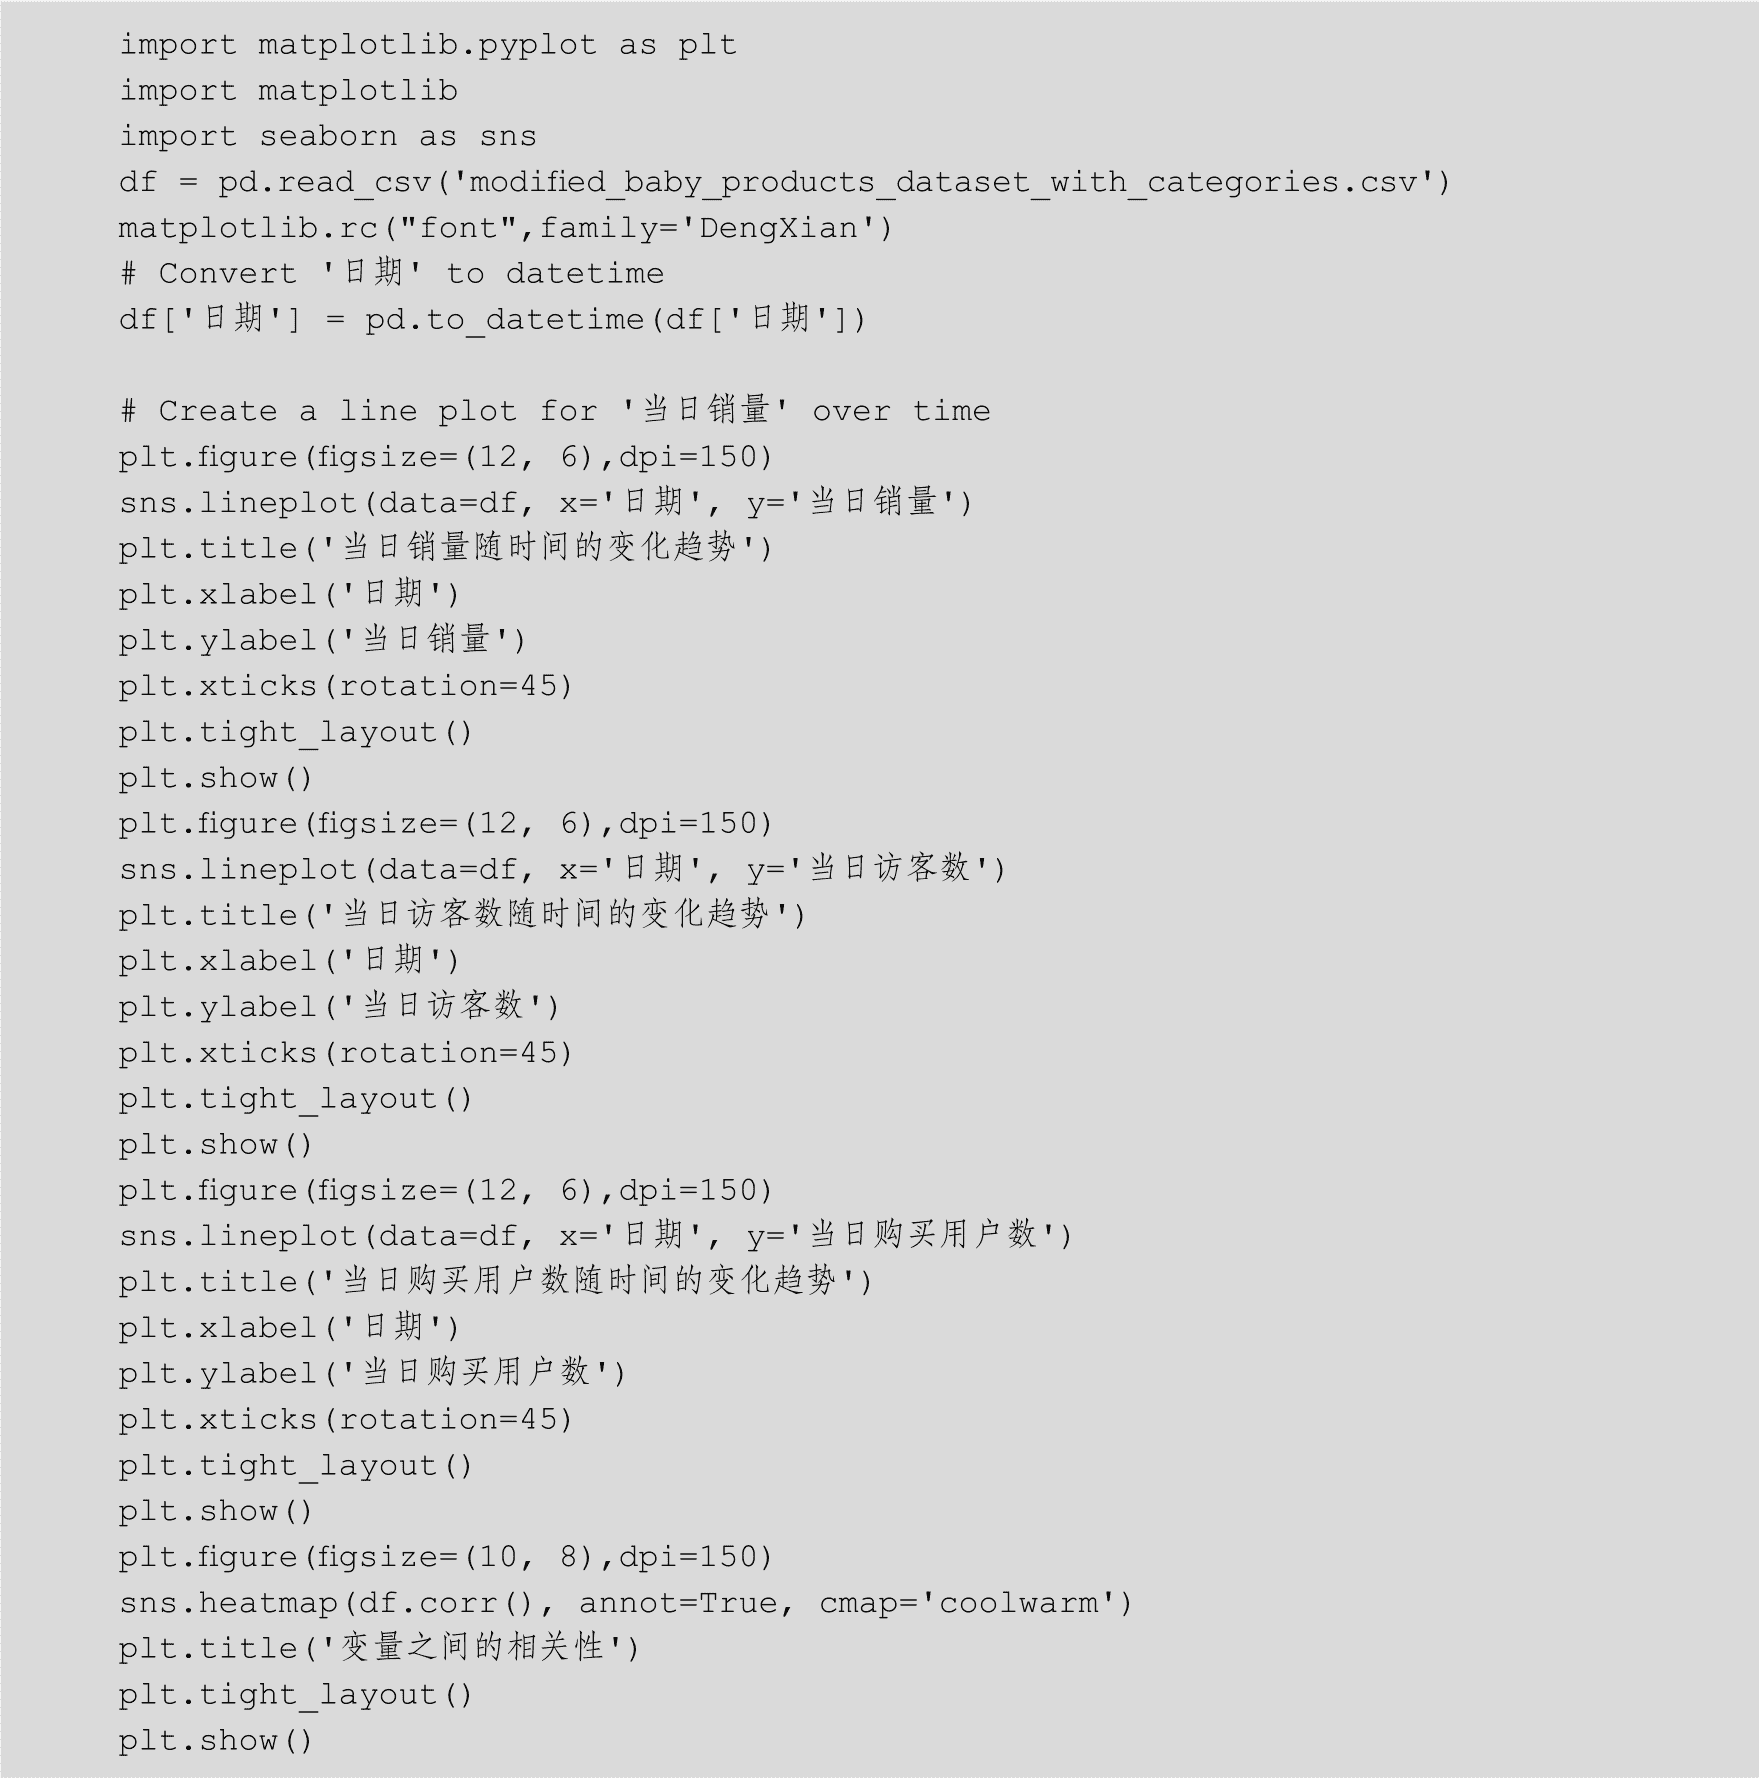 import matplotlib.pyplot as plt
import matplotlib
import seaborn as sns
df = pd.read_csv('modified_baby_products_dataset_with_categories.csv')
matplotlib.rc("font",family='DengXian')
# Convert '日期' to datetime
df['日期'] = pd.to_datetime(df['日期'])

# Create a line plot for '当日销量' over time
plt.figure(figsize=(12, 6),dpi=150)
sns.lineplot(data=df, x='日期', y='当日销量')
plt.title('当日销量随时间的变化趋势')
plt.xlabel('日期')
plt.ylabel('当日销量')
plt.xticks(rotation=45)
plt.tight_layout()
plt.show()
plt.figure(figsize=(12, 6),dpi=150)
sns.lineplot(data=df, x='日期', y='当日访客数')
plt.title('当日访客数随时间的变化趋势')
plt.xlabel('日期')
plt.ylabel('当日访客数')
plt.xticks(rotation=45)
plt.tight_layout()
plt.show()
plt.figure(figsize=(12, 6),dpi=150)
sns.lineplot(data=df, x='日期', y='当日购买用户数')
plt.title('当日购买用户数随时间的变化趋势')
plt.xlabel('日期')
plt.ylabel('当日购买用户数')
plt.xticks(rotation=45)
plt.tight_layout()
plt.show()
plt.figure(figsize=(10, 8),dpi=150)
sns.heatmap(df.corr(), annot=True, cmap='coolwarm')
plt.title('变量之间的相关性')
plt.tight_layout()
plt.show()